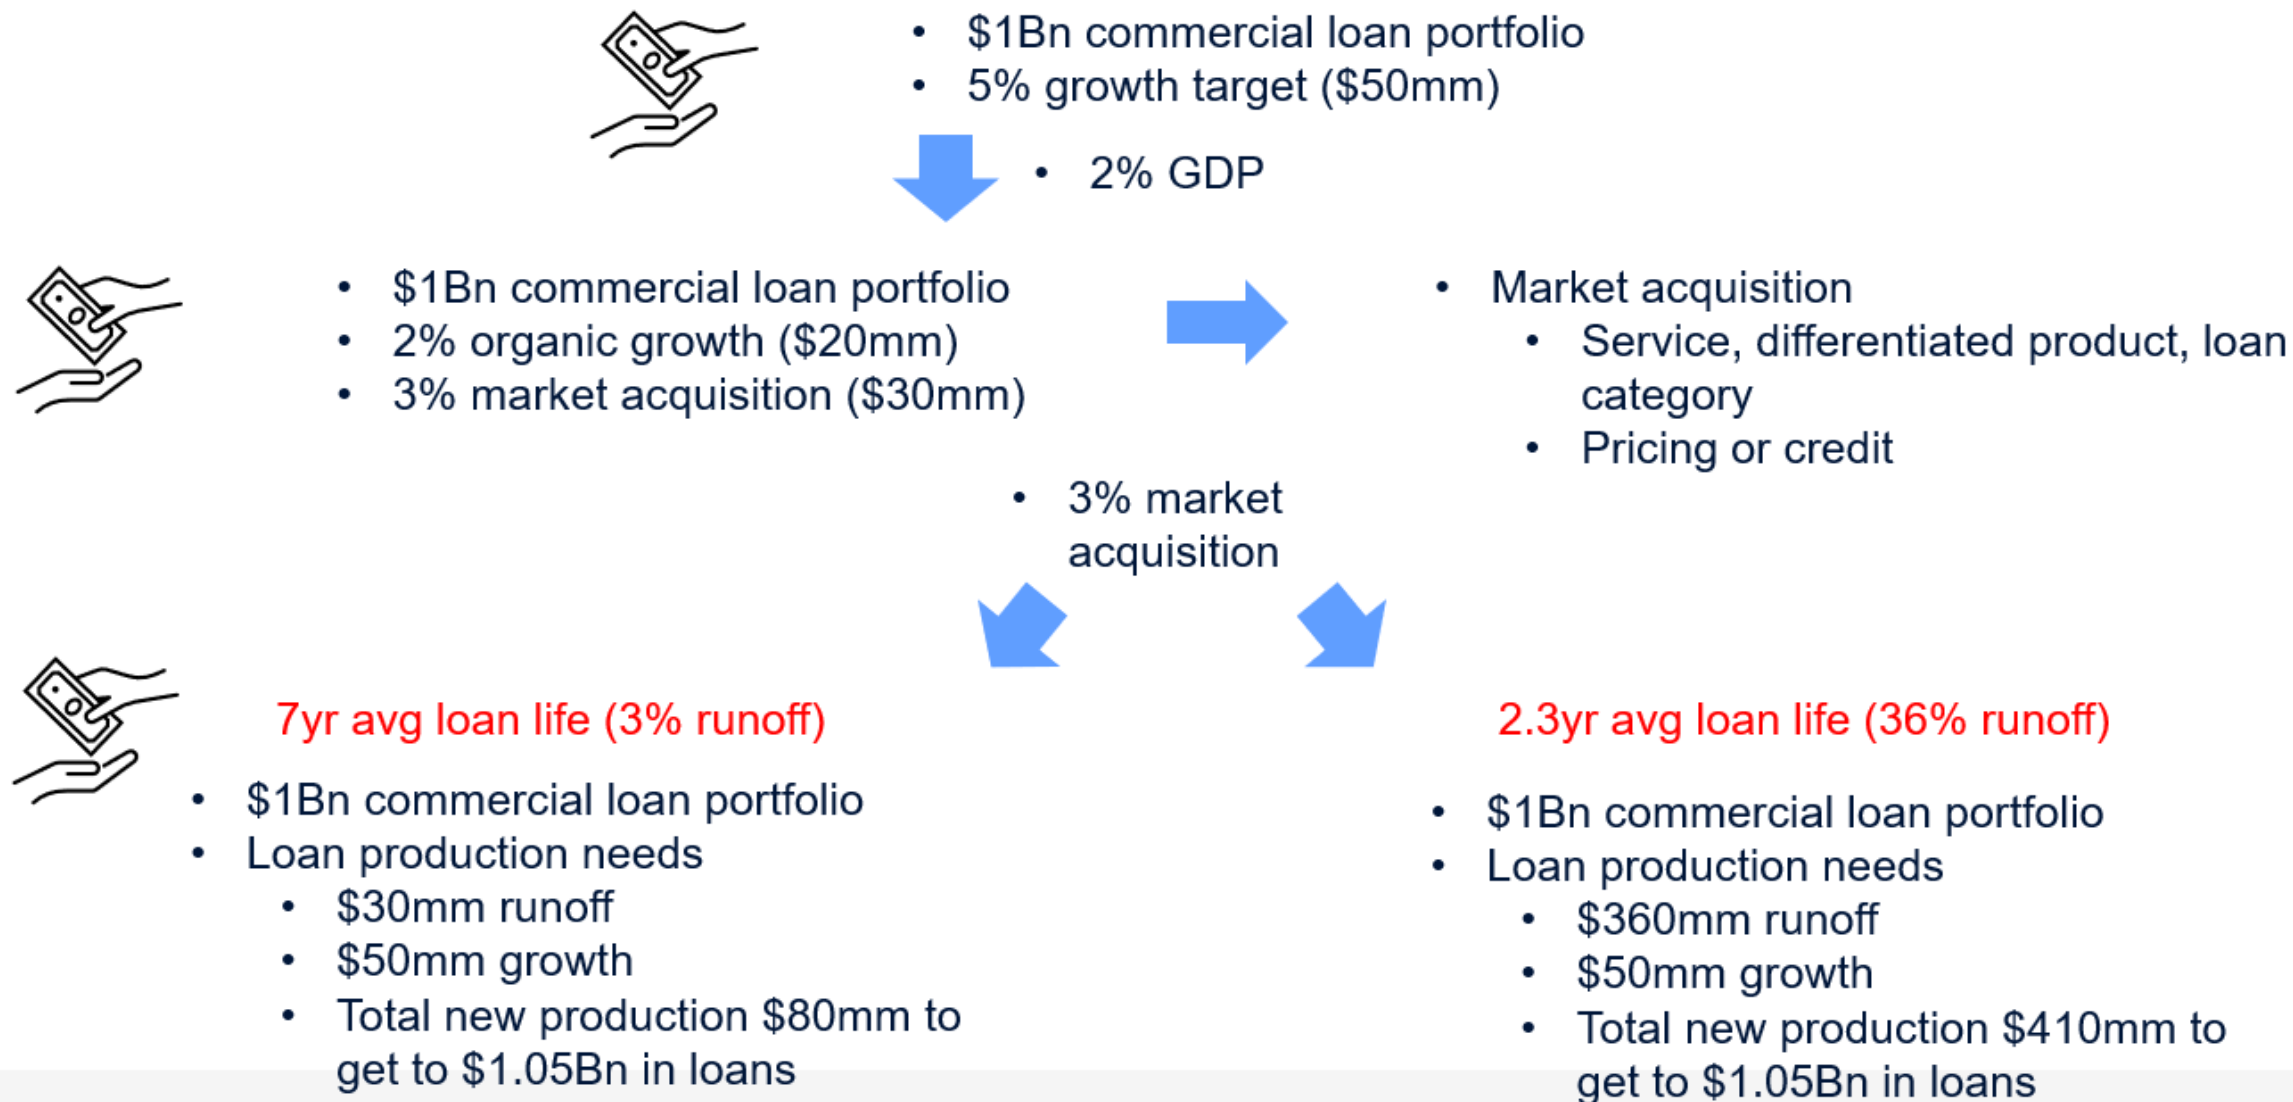 • $1Bn commercial loan portfolio
• 5% growth target ($50mm)
• 2% GDP
• $1Bn commercial loan portfolio
• 2% organic growth ($20mm)
• 3% market acquisition ($30mm)
• Market acquisition
• Service, differentiated product, loan
category
• Pricing or credit
• 3% market
acquisition
7yr avg loan life (3% runoff)
• $1Bn commercial loan portfolio
• Loan production needs
• $30mm runoff
• $50mm growth
• Total new production $80mm to
get to $1.05Bn in loans
2.3yr avg loan life (36% runoff)
• $1Bn commercial loan portfolio
• Loan production needs
• $360mm runoff
• $50mm growth
• Total new production $410mm to
get to $1.05Bn in loans